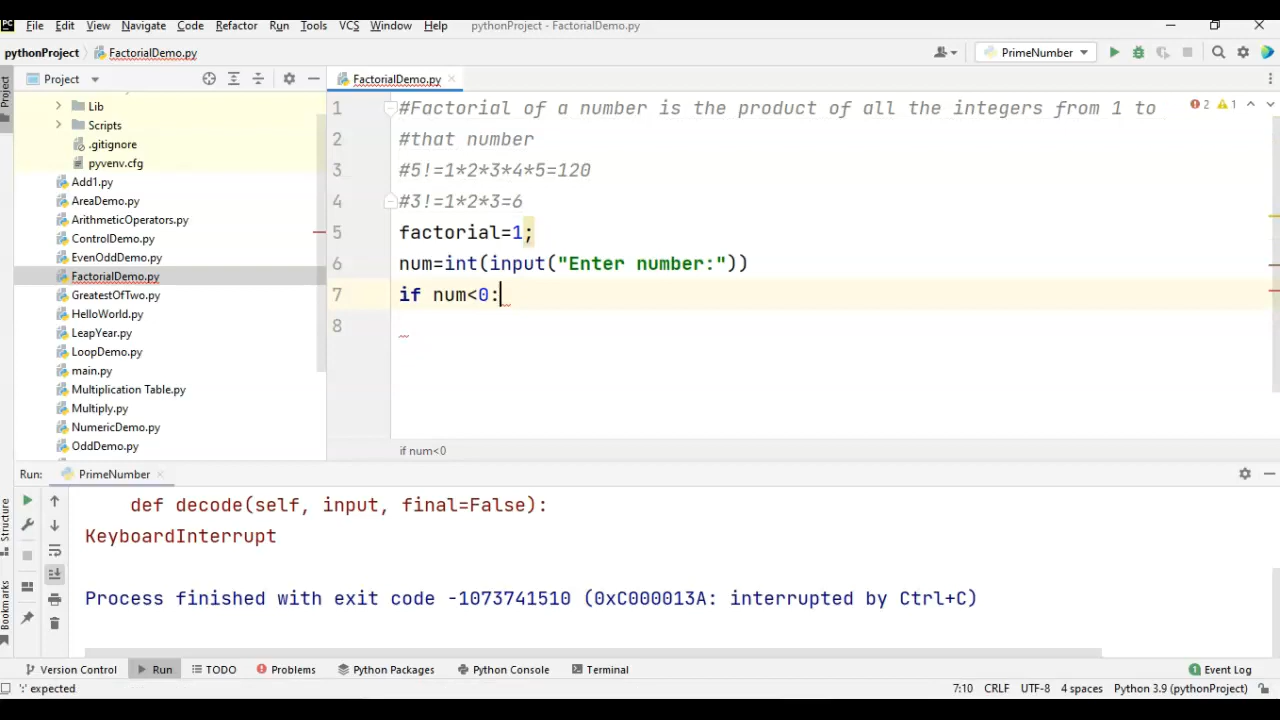 PC File Edit View Navigate Code Refactor Run Tools VCS Window Help pythonProject - FactorialDemo.py
pythonProject FactorialDemo.py PrimeNumber
Project FactorialDemo.py
Project
1 #Factorial of a number is the product of all the integers from 1 to 2 1
2 #that number
3 #5!=1*2*3*4*5=120
4 #3!=1*2*3=6
5 factorial=1;
6 num=int(input("Enter number:"))
7 if num<0:
8
Lib
Scripts
.gitignore
pyvenv.cfg
Add1.py
AreaDemo.py
ArithmeticOperators.py
ControlDemo.py
EvenOddDemo.py
FactorialDemo.py
GreatestOfTwo.py
HelloWorld.py
LeapYear.py
LoopDemo.py
main.py
Multiplication Table.py
Multiply.py
NumericDemo.py
OddDemo.py
if num<0
Run: PrimeNumber
def decode(self, input, final=False):
KeyboardInterrupt
Process finished with exit code -1073741510 (0xC000013A: interrupted by Ctrl+C)
Structure
Bookmarks
Version Control Run TODO Problems Python Packages Python Console Terminal 1 Event Log
':' expected 7:10 CRLF UTF-8 4 spaces Python 3.9 (pythonProject)